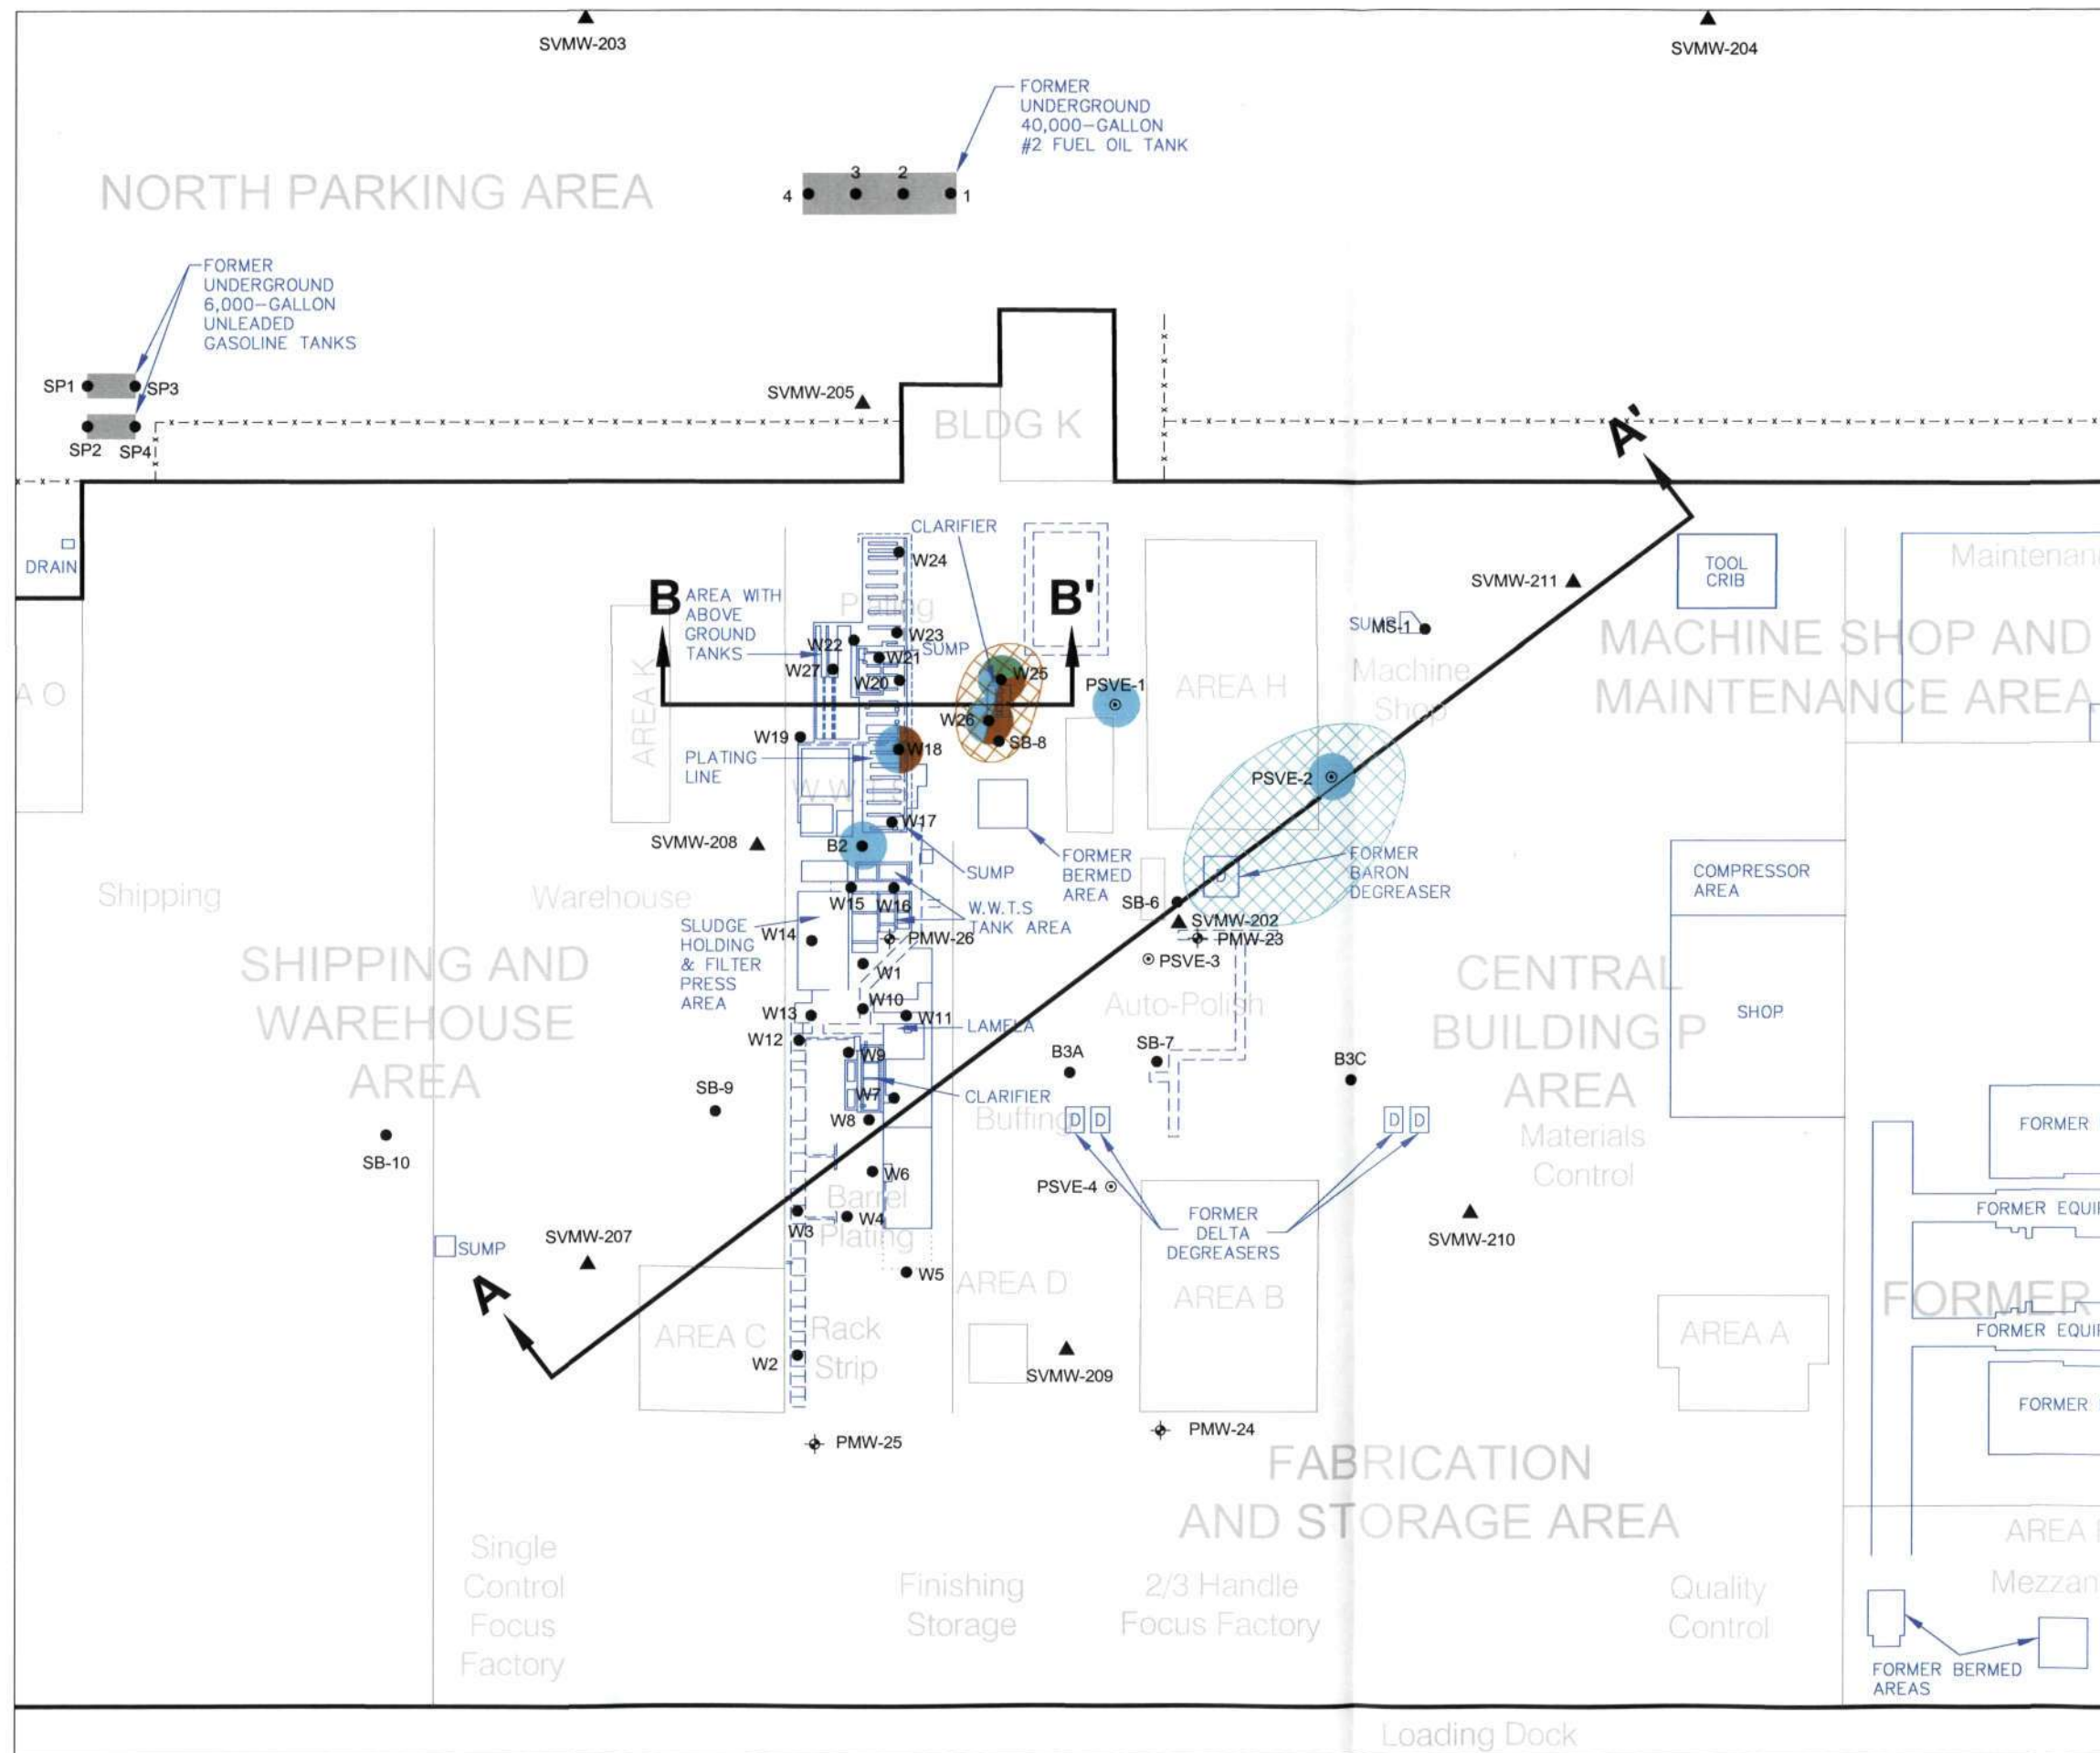 SVMW-203
SVMW-204
FORMER
UNDERGROUND
40,000-GALLON
#2 FUEL OIL TANK
NORTH PARKING AREA
4
3
2
1
FORMER
UNDERGROUND
6,000-GALLON
UNLEADED
GASOLINE TANKS
SP1
SP3
SP2
SP4
SVMW-205
BLDG K
A'
DRAIN
CLARIFIER
W24
TOOL
CRIB
Maintenan
SVMW-211
B
B'
AREA WITH
ABOVE
GROUND
TANKS
Plating
W23
SUMP
W22
W21
W27
W20
W25
SUMP
MS-1
MACHINE SHOP AND
MAINTENANCE AREA
Machine
Shop
A O
AREA K
AREA H
PSVE-1
W26
SB-8
W19
W18
PLATING
LINE
W.W.T.S
PSVE-2
W17
SVMW-208
B2
SUMP
FORMER
BERMED
AREA
FORMER
BARON
DEGREASER
D
COMPRESSOR
AREA
Shipping
Warehouse
W15
W16
W.W.T.S
TANK AREA
SB-6
SVMW-202
SLUDGE
HOLDING
& FILTER
PRESS
AREA
W14
PMW-26
PMW-23
PSVE-3
W1
SHIPPING AND
WAREHOUSE
AREA
CENTRAL
BUILDING P
AREA
Auto-Polish
W10
W13
W11
LAMELA
SHOP
W12
W9
B3A
SB-7
B3C
SB-9
W7
CLARIFIER
W8
Buffing
D
D
D
D
Materials
Control
FORMER
SB-10
W6
PSVE-4
Barrel
Plating
W3
W4
FORMER
DELTA
DEGREASERS
FORMER EQUI
SUMP
SVMW-207
SVMW-210
A
W5
AREA D
AREA B
FORMER
AREA C
Rack
Strip
AREA A
FORMER EQUI
W2
SVMW-209
FORMER
PMW-25
PMW-24
FABRICATION
AND STORAGE AREA
AREA
Single
Control
Focus
Factory
Finishing
Storage
2/3 Handle
Focus Factory
Quality
Control
Mezzan
FORMER BERMED
AREAS
Loading Dock